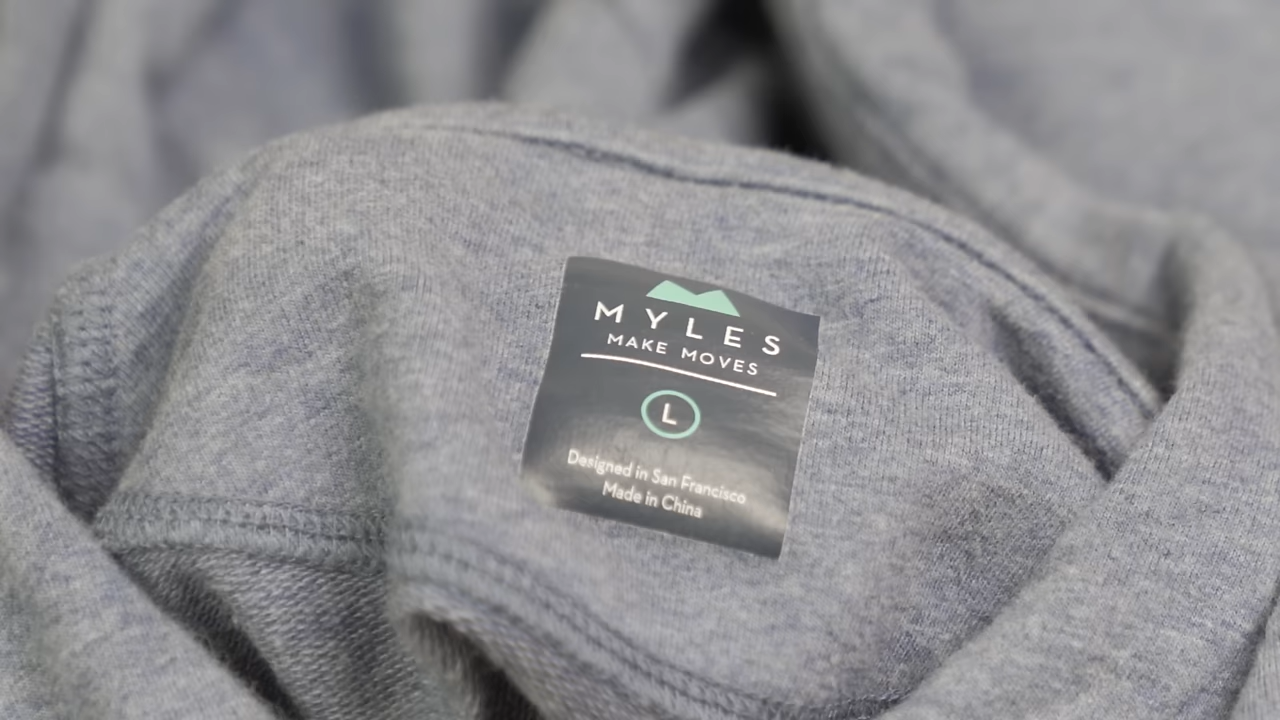 MYLES
MAKE MOVES
L
Designed in San Francisco
Made in China